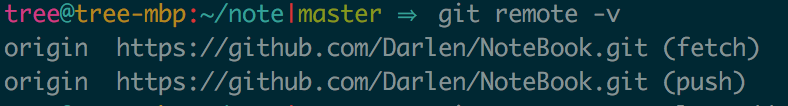 tree@tree-mbp:~/note|master ⇒ git remote -v
origin  https://github.com/Darlen/NoteBook.git (fetch)
origin  https://github.com/Darlen/NoteBook.git (push)